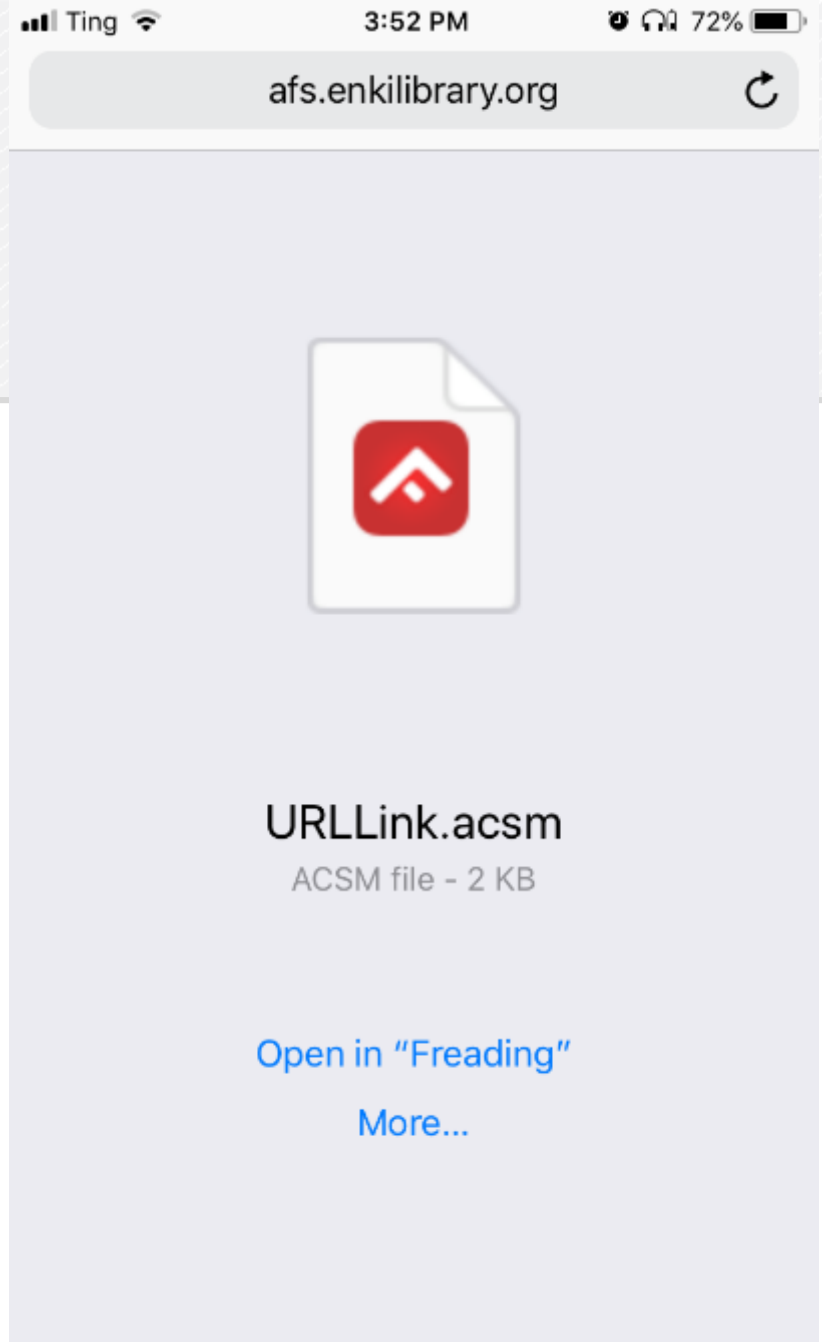 Ting 3:52 PM 72%
afs.enkilibrary.org
URLLink.acsm
ACSM file - 2 KB
Open in “Freading”
More...